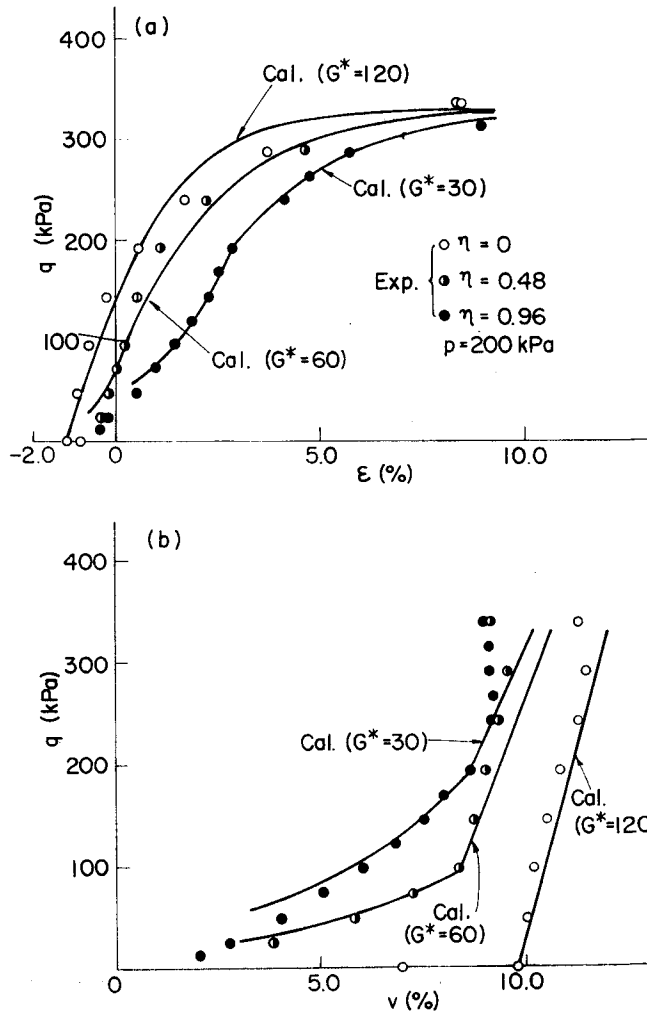 (a)
400
300
200
100
0
q (kPa)
Cal. (G*=120)
Cal. (G*=30)
Cal. (G*=60)
Exp.
η = 0
η = 0.48
η = 0.96
p = 200 kPa
-2.0
0
5.0
10.0
ε (%)
(b)
400
300
200
100
0
q (kPa)
Cal. (G*=30)
Cal.
(G*=120
Cal.
(G*=60)
0
5.0
10.0
v (%)